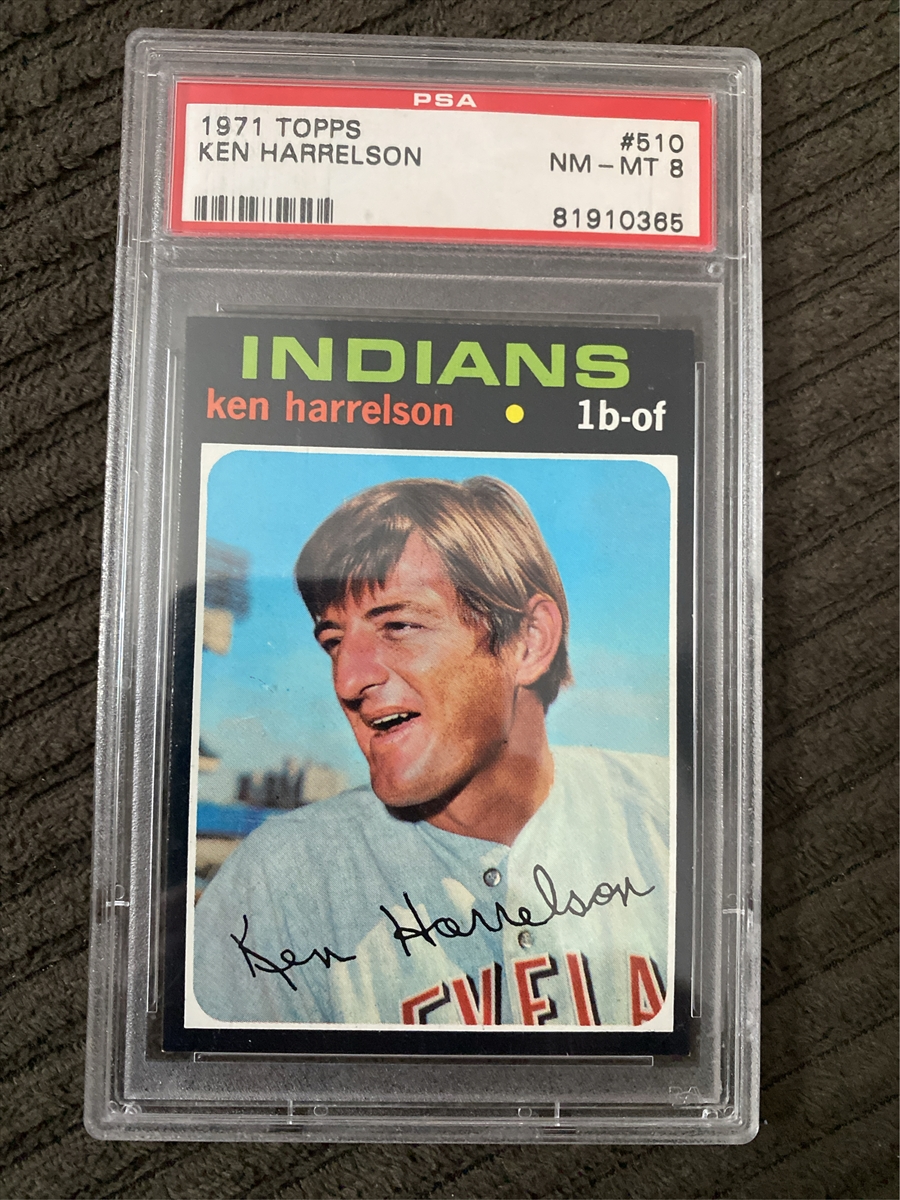 PSA
1971 TOPPS #510
KEN HARRELSON NM - MT 8
81910365
INDIANS
ken harrelson • 1b-of
Ken Harrelson
EVELA